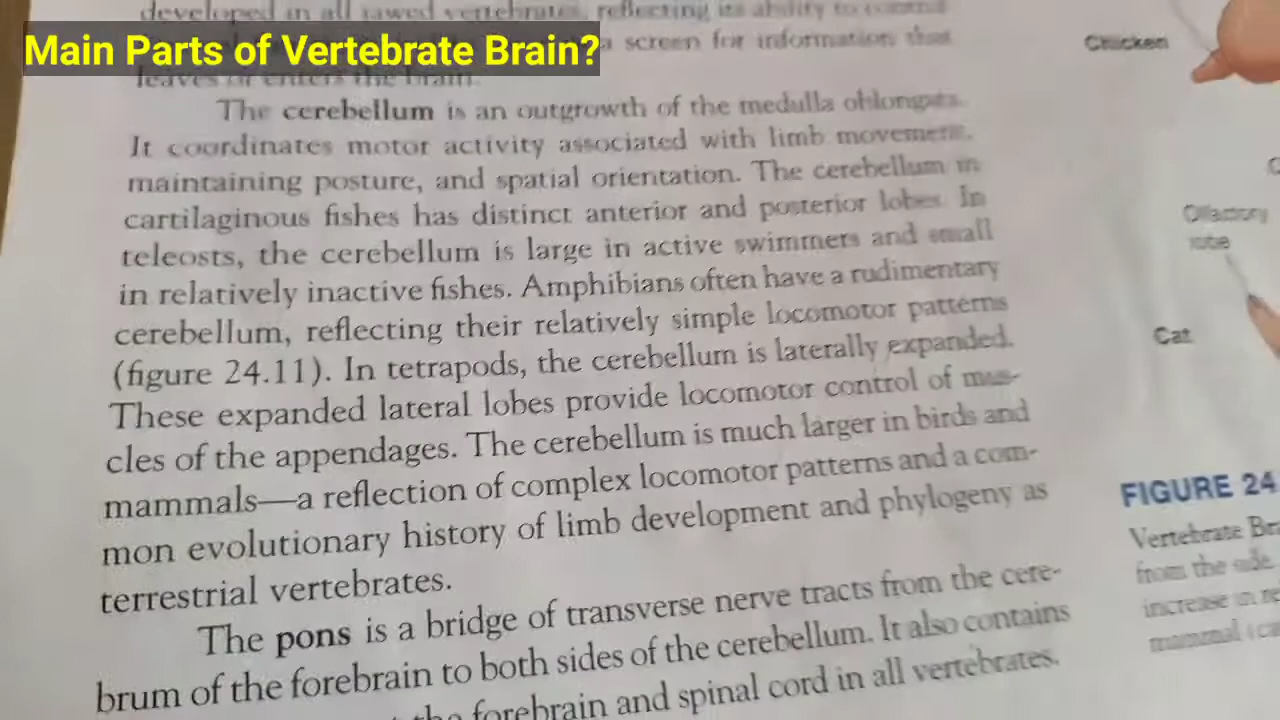 Main Parts of Vertebrate Brain?
developed in all jawed vertebrates, reflecting its ability to control
a screen for information that
leaves or enters the brain.
The cerebellum is an outgrowth of the medulla oblongata.
It coordinates motor activity associated with limb movement,
maintaining posture, and spatial orientation. The cerebellum in
cartilaginous fishes has distinct anterior and posterior lobes. In
teleosts, the cerebellum is large in active swimmers and small
in relatively inactive fishes. Amphibians often have a rudimentary
cerebellum, reflecting their relatively simple locomotor patterns
(figure 24.11). In tetrapods, the cerebellum is laterally expanded.
These expanded lateral lobes provide locomotor control of mus-
cles of the appendages. The cerebellum is much larger in birds and
mammals—a reflection of complex locomotor patterns and a com-
mon evolutionary history of limb development and phylogeny as
terrestrial vertebrates.
The pons is a bridge of transverse nerve tracts from the cere-
brum of the forebrain to both sides of the cerebellum. It also contains
the forebrain and spinal cord in all vertebrates.
Chicken
Olfactory
lobe
Cat
FIGURE 24
Vertebrate
from the side.
increase in
mammal